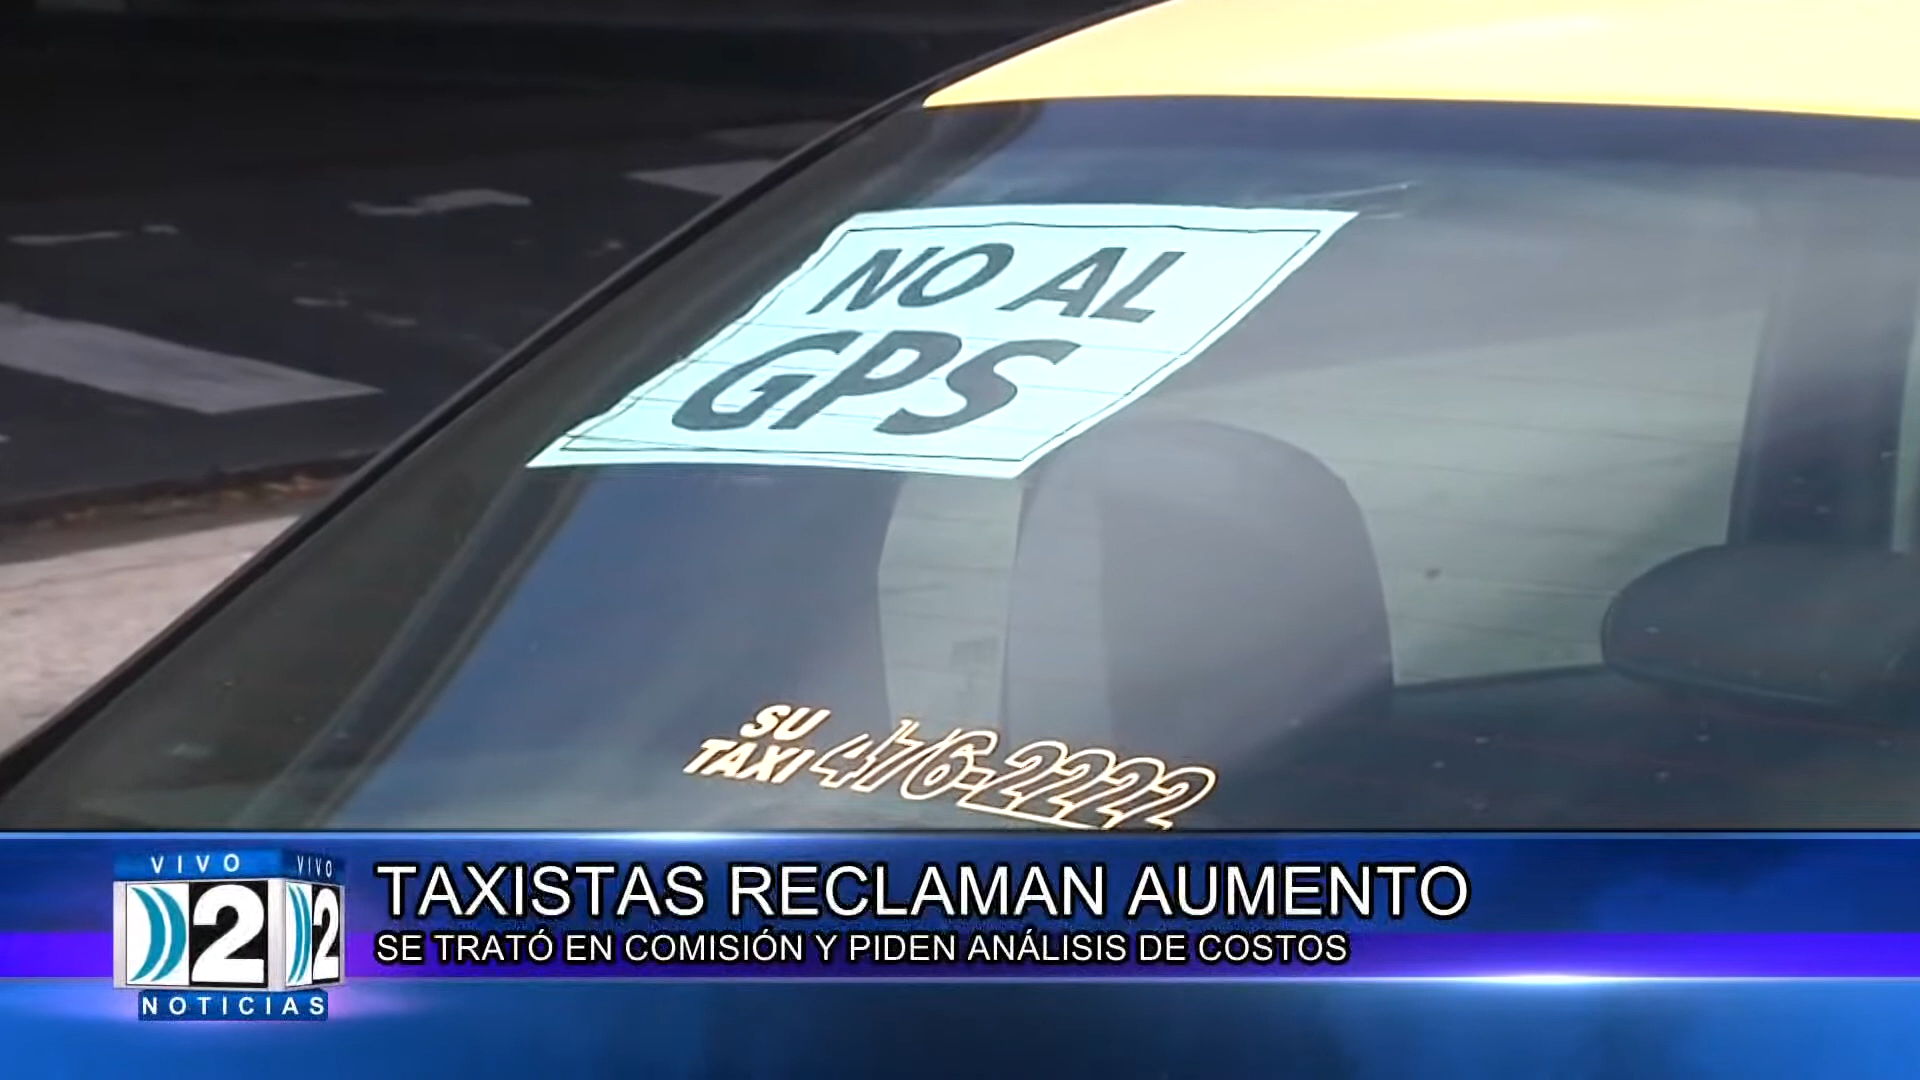 NO AL
GPS
SU
TAXI 476-2222
VIVO
VIVO
2
2
NOTICIAS
TAXISTAS RECLAMAN AUMENTO
SE TRATÓ EN COMISIÓN Y PIDEN ANÁLISIS DE COSTOS